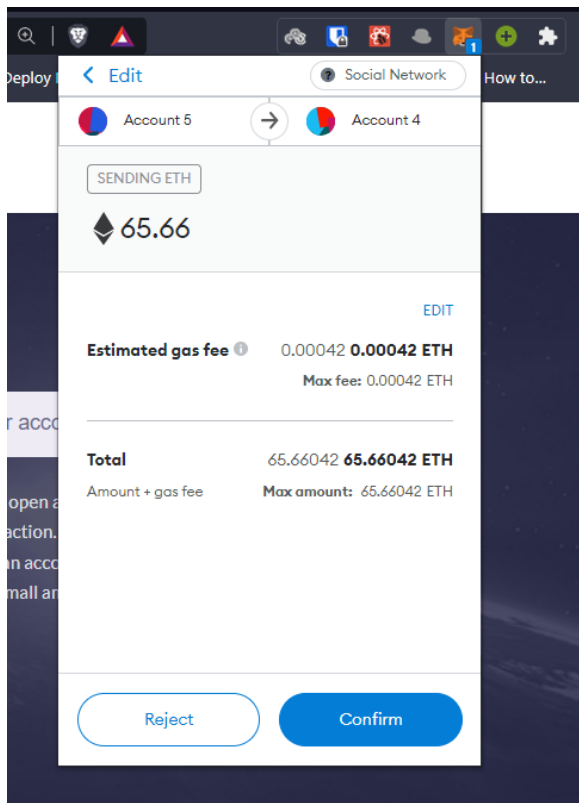 1
Deploy
How to...
Edit
Social Network
Account 5
Account 4
SENDING ETH
65.66
EDIT
Estimated gas fee 0.00042 0.00042 ETH
Max fee: 0.00042 ETH
r acco
Total 65.66042 65.66042 ETH
Amount + gas fee Max amount: 65.66042 ETH
open a
action.
an acco
mall an
Reject
Confirm